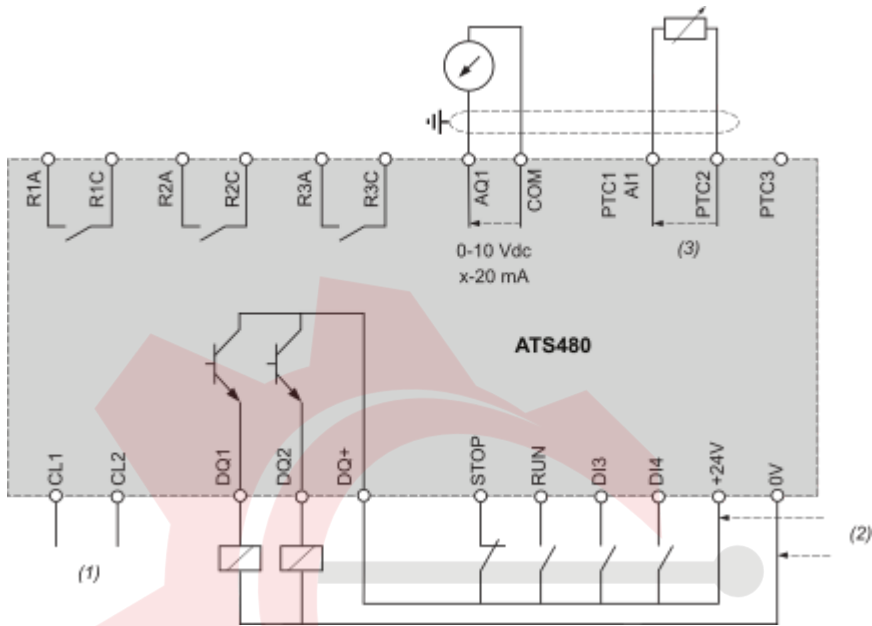 R1A
R1C
R2A
R2C
R3A
R3C
AQ1
COM
PTC1
AI1
PTC2
PTC3
0-10 Vdc
x-20 mA
(3)
ATS480
CL1
CL2
DQ1
DQ2
DQ+
STOP
RUN
DI3
DI4
+24V
0V
(1)
(2)